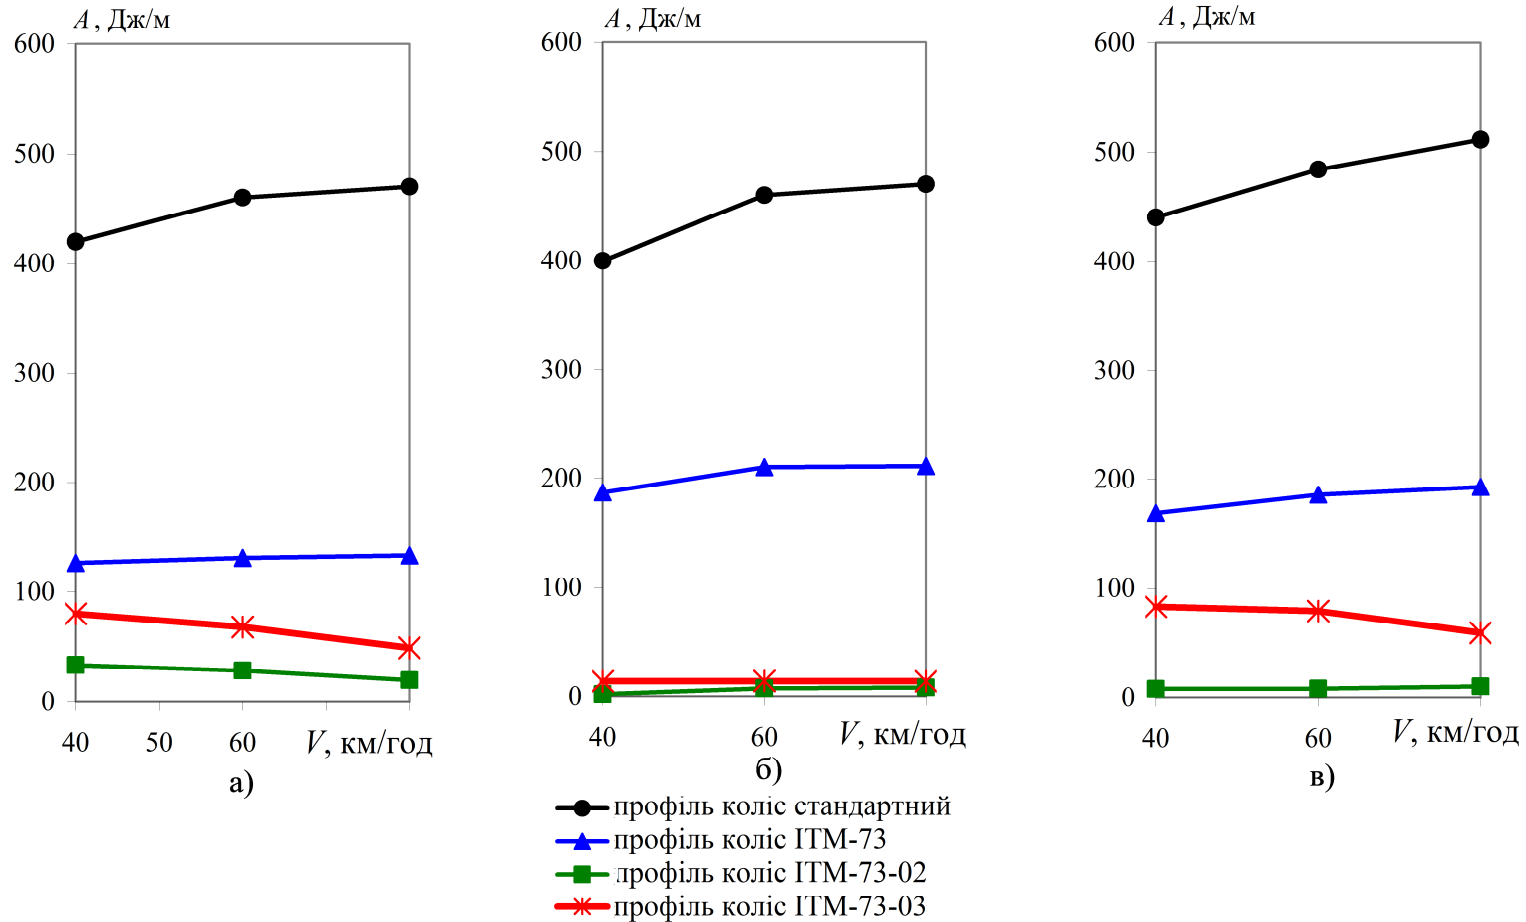 A, Дж/м
600
500
400
300
200
100
0
40 50 60 V, км/год
а)
A, Дж/м
600
500
400
300
200
100
0
40 60 V, км/год
б)
A, Дж/м
600
500
400
300
200
100
0
40 60 V, км/год
в)
профіль коліс стандартний
профіль коліс ІТМ-73
профіль коліс ІТМ-73-02
профіль коліс ІТМ-73-03